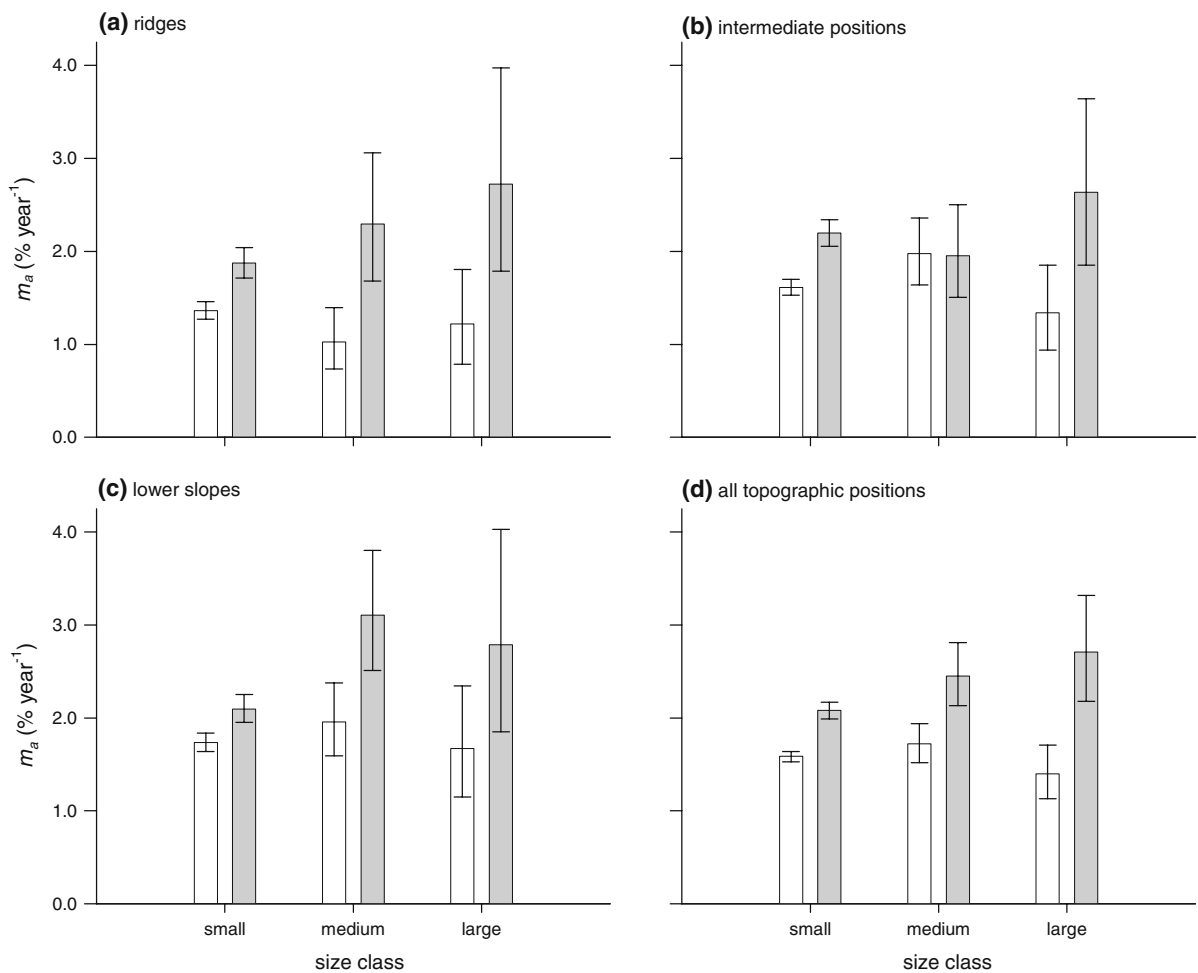 (a) ridges
(b) intermediate positions
4.0
3.0
2.0
1.0
0.0
mₐ (% year⁻¹)
(c) lower slopes
(d) all topographic positions
4.0
3.0
2.0
1.0
0.0
mₐ (% year⁻¹)
small medium large
small medium large
size class
size class